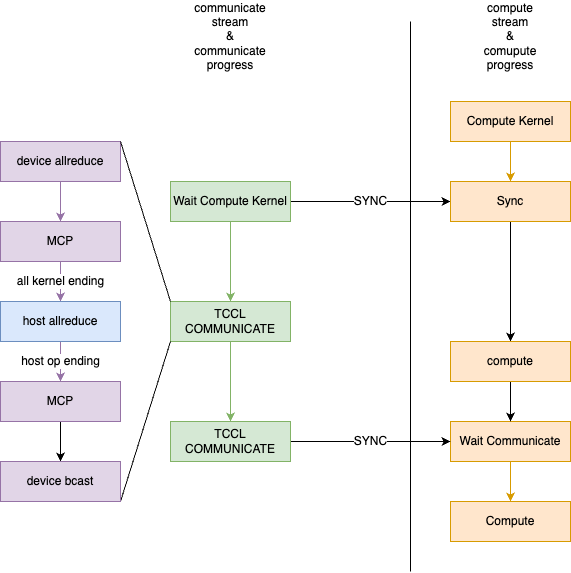 communicate
stream
&
communicate
progress
compute
stream
&
comupute
progress
device allreduce
MCP
all kernel ending
host allreduce
host op ending
MCP
device bcast
Wait Compute Kernel
SYNC
TCCL
COMMUNICATE
TCCL
COMMUNICATE
SYNC
Compute Kernel
Sync
compute
Wait Communicate
Compute